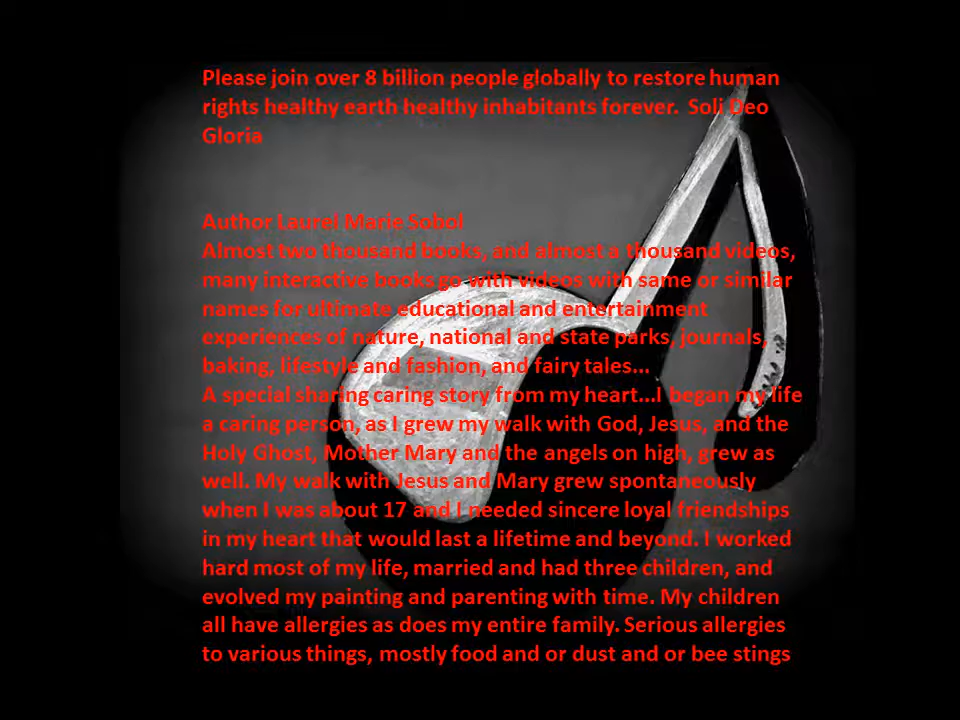 Please join over 8 billion people globally to restore human
rights healthy earth healthy inhabitants forever.  Soli Deo
Gloria
Author Laurel Marie Sobol
Almost two thousand books, and almost a thousand videos,
many interactive books go with videos with same or similar
names for ultimate educational and entertainment
experiences of nature, national and state parks, journals,
baking, lifestyle and fashion, and fairy tales...
A special sharing caring story from my heart...I began my life
a caring person, as I grew my walk with God, Jesus, and the
Holy Ghost, Mother Mary and the angels on high, grew as
well. My walk with Jesus and Mary grew spontaneously
when I was about 17 and I needed sincere loyal friendships
in my heart that would last a lifetime and beyond. I worked
hard most of my life, married and had three children, and
evolved my painting and parenting with time. My children
all have allergies as does my entire family. Serious allergies
to various things, mostly food and or dust and or bee stings